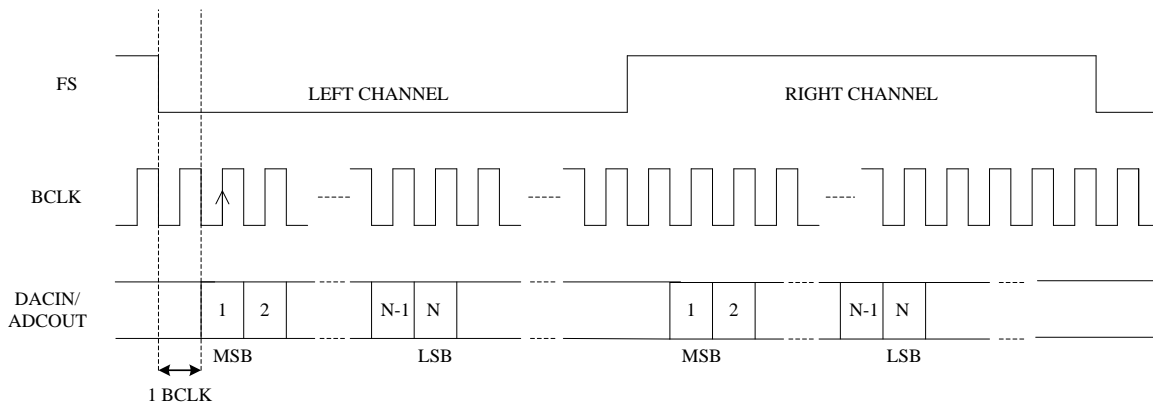 FS
LEFT CHANNEL
RIGHT CHANNEL
BCLK
DACIN/
ADCOUT
1
2
N-1
N
1
2
N-1
N
MSB
LSB
MSB
LSB
1 BCLK